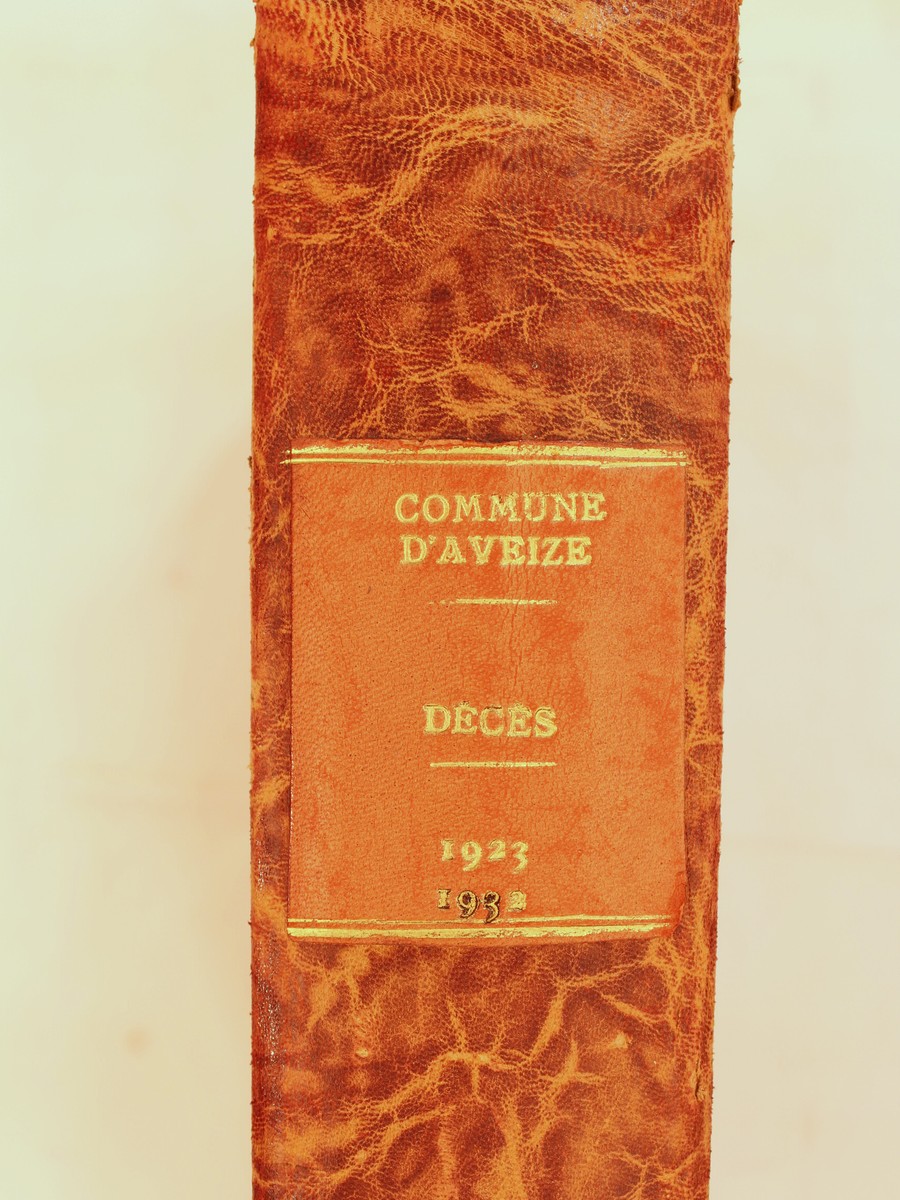 COMMUNE
D'AVEIZE
DÉCÈS
1923
1932